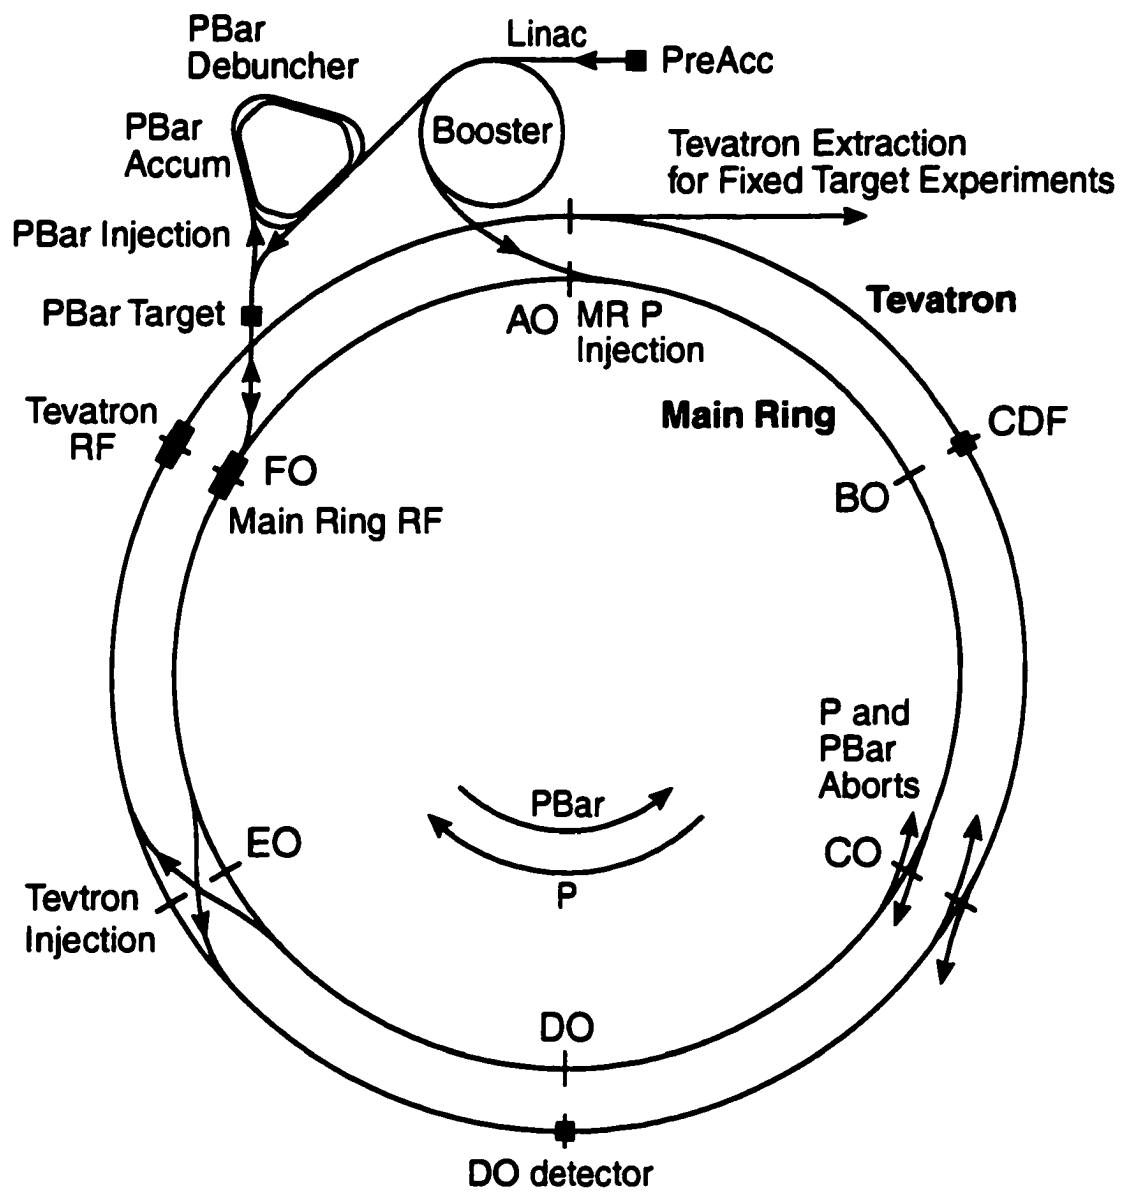 PBar
Debuncher
Linac
PreAcc
PBar
Accum
Booster
Tevatron Extraction
for Fixed Target Experiments
PBar Injection
PBar Target
AO
MR P
Injection
Tevatron
Tevatron
RF
Main Ring
CDF
FO
BO
Main Ring RF
P and
PBar
Aborts
PBar
P
EO
CO
Tevtron
Injection
DO
DO detector